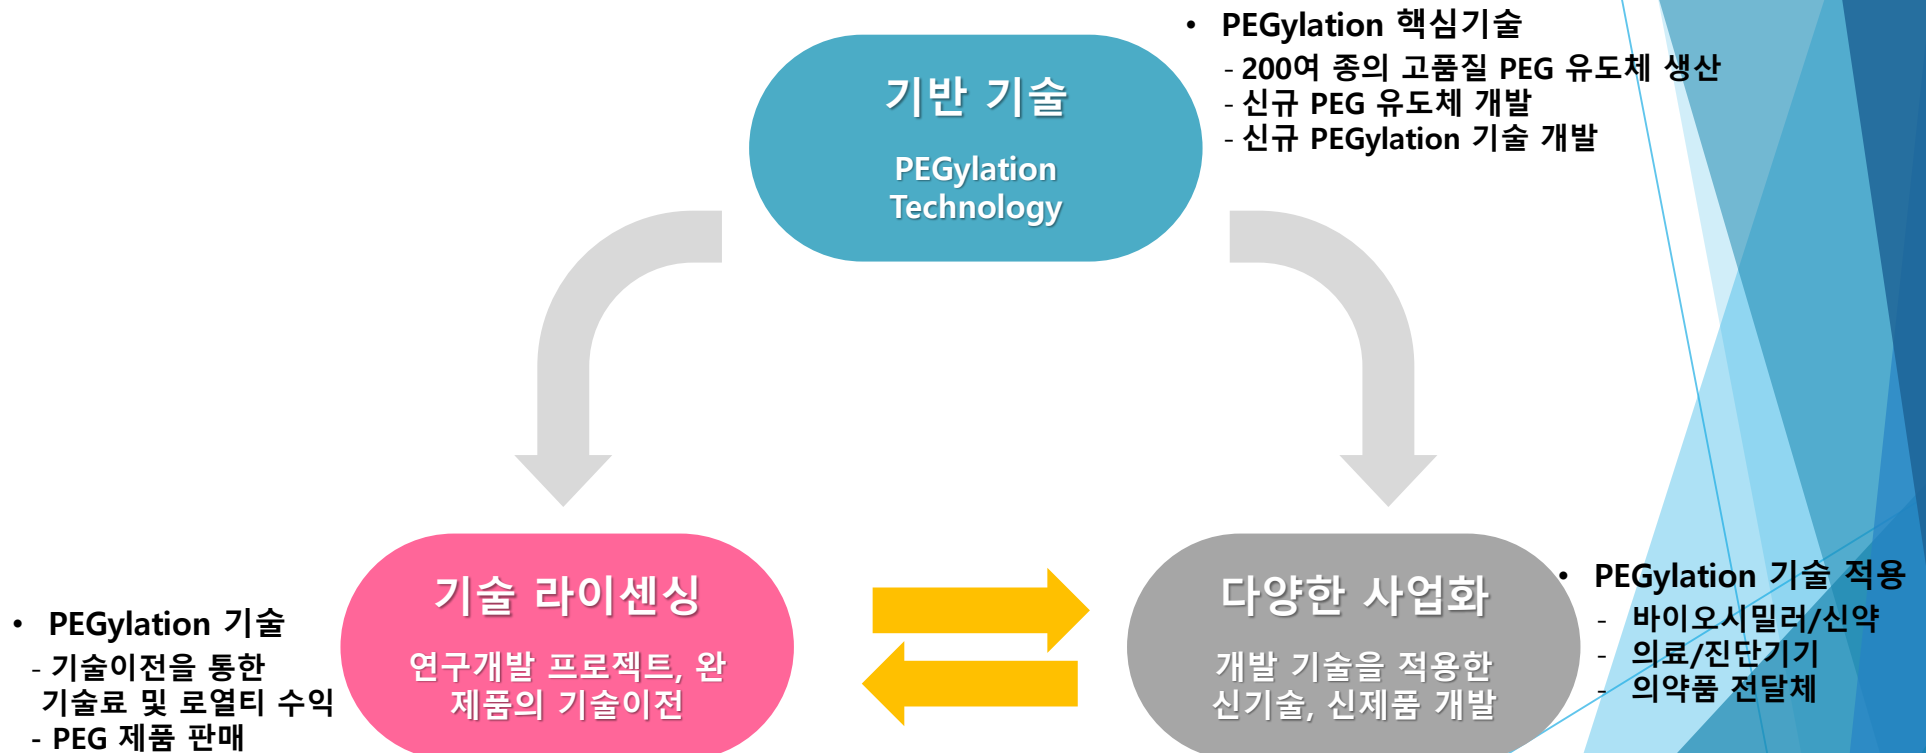 • PEGylation 핵심기술
- 200여 종의 고품질 PEG 유도체 생산
- 신규 PEG 유도체 개발
- 신규 PEGylation 기술 개발
기반 기술
PEGylation
Technology
• PEGylation 기술
- 기술이전을 통한
기술료 및 로열티 수익
- PEG 제품 판매
기술 라이센싱
연구개발 프로젝트, 완
제품의 기술이전
다양한 사업화
개발 기술을 적용한
신기술, 신제품 개발
• PEGylation 기술 적용
- 바이오시밀러/신약
- 의료/진단기기
- 의약품 전달체